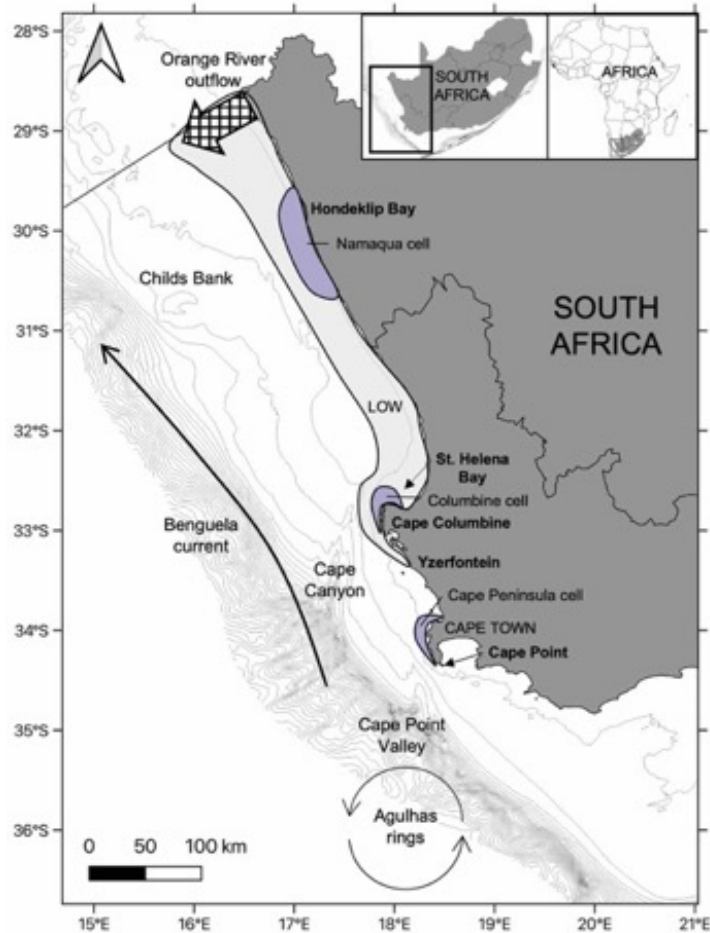 28°S
29°S
30°S
31°S
32°S
33°S
34°S
35°S
36°S
Orange River
outflow
SOUTH
AFRICA
AFRICA
Hondeklip Bay
Namaqua cell
Childs Bank
SOUTH
AFRICA
LOW
St. Helena
Bay
Columbine cell
Cape Columbine
Benguela
current
Yzerfontein
Cape
Canyon
Cape Peninsula cell
CAPE TOWN
Cape Point
Cape Point
Valley
Agulhas
rings
0 50 100 km
15°E 16°E 17°E 18°E 19°E 20°E 21°E